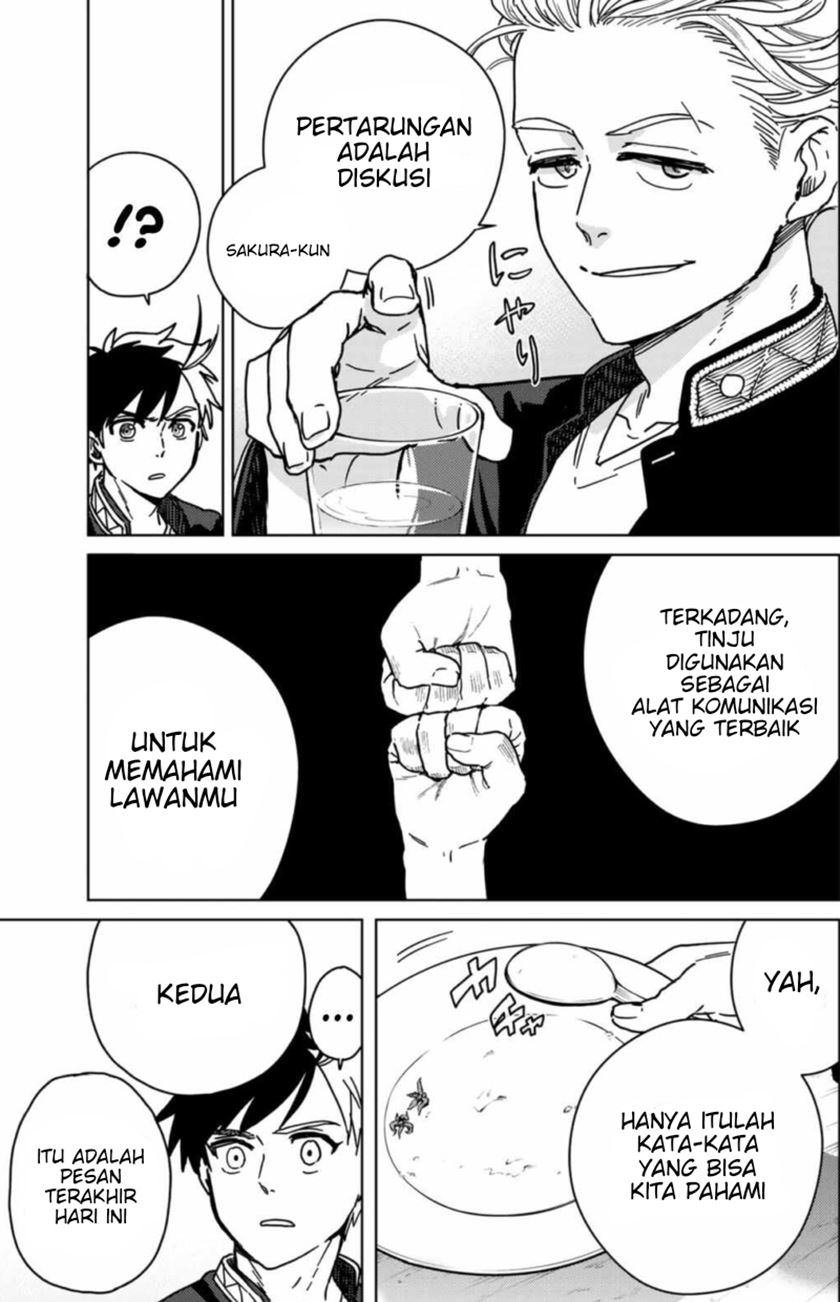 PERTARUNGAN
ADALAH
DISKUSI
SAKURA-KUN
にやり
!?
TERKADANG,
TINJU
DIGUNAKAN
SEBAGAI
ALAT KOMUNIKASI
YANG TERBAIK
UNTUK
MEMAHAMI
LAWANMU
YAH,
HANYA ITULAH
KATA-KATA
YANG BISA
KITA PAHAMI
カチャ
...
KEDUA
ITU ADALAH
PESAN
TERAKHIR
HARI INI